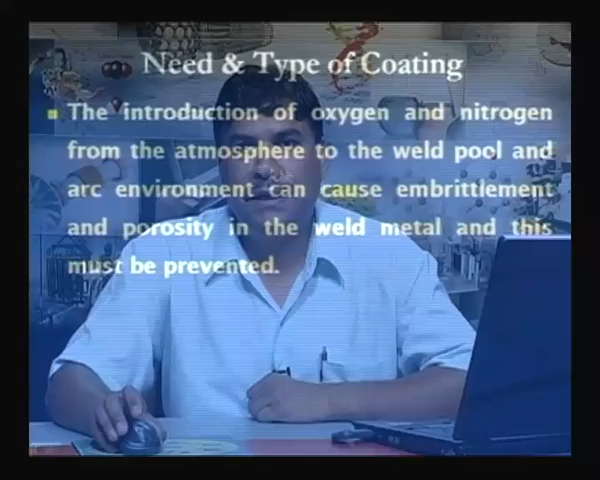 Need & Type of Coating
The introduction of oxygen and nitrogen
from the atmosphere to the weld pool and
arc environment can cause embrittlement
and porosity in the weld metal and this
must be prevented.